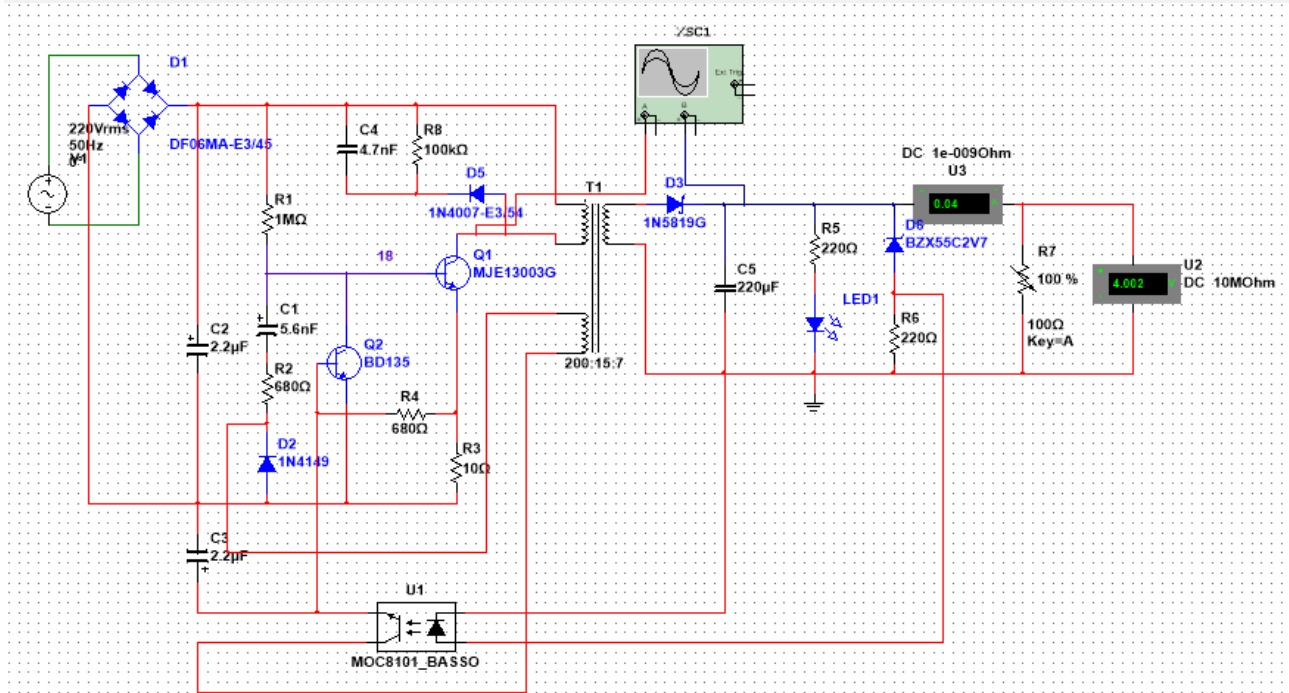 XSC1
Ext Trig
A
B
D1
220Vrms
50Hz
V1
0°
DF06MA-E3/45
C4
4.7nF
R8
100kΩ
D5
1N4007-E3/54
R1
1MΩ
18
Q1
MJE13003G
T1
200:15:7
D3
1N5819G
DC 1e-009Ohm
U3
0.04
D6
BZX55C2V7
R5
220Ω
C5
220µF
LED1
R6
220Ω
R7
100 %
100Ω
Key=A
4.002
U2
DC 10MOhm
C1
5.6nF
C2
2.2µF
R2
680Ω
Q2
BD135
R4
680Ω
D2
1N4149
R3
10Ω
C3
2.2µF
U1
MOC8101_BASSO